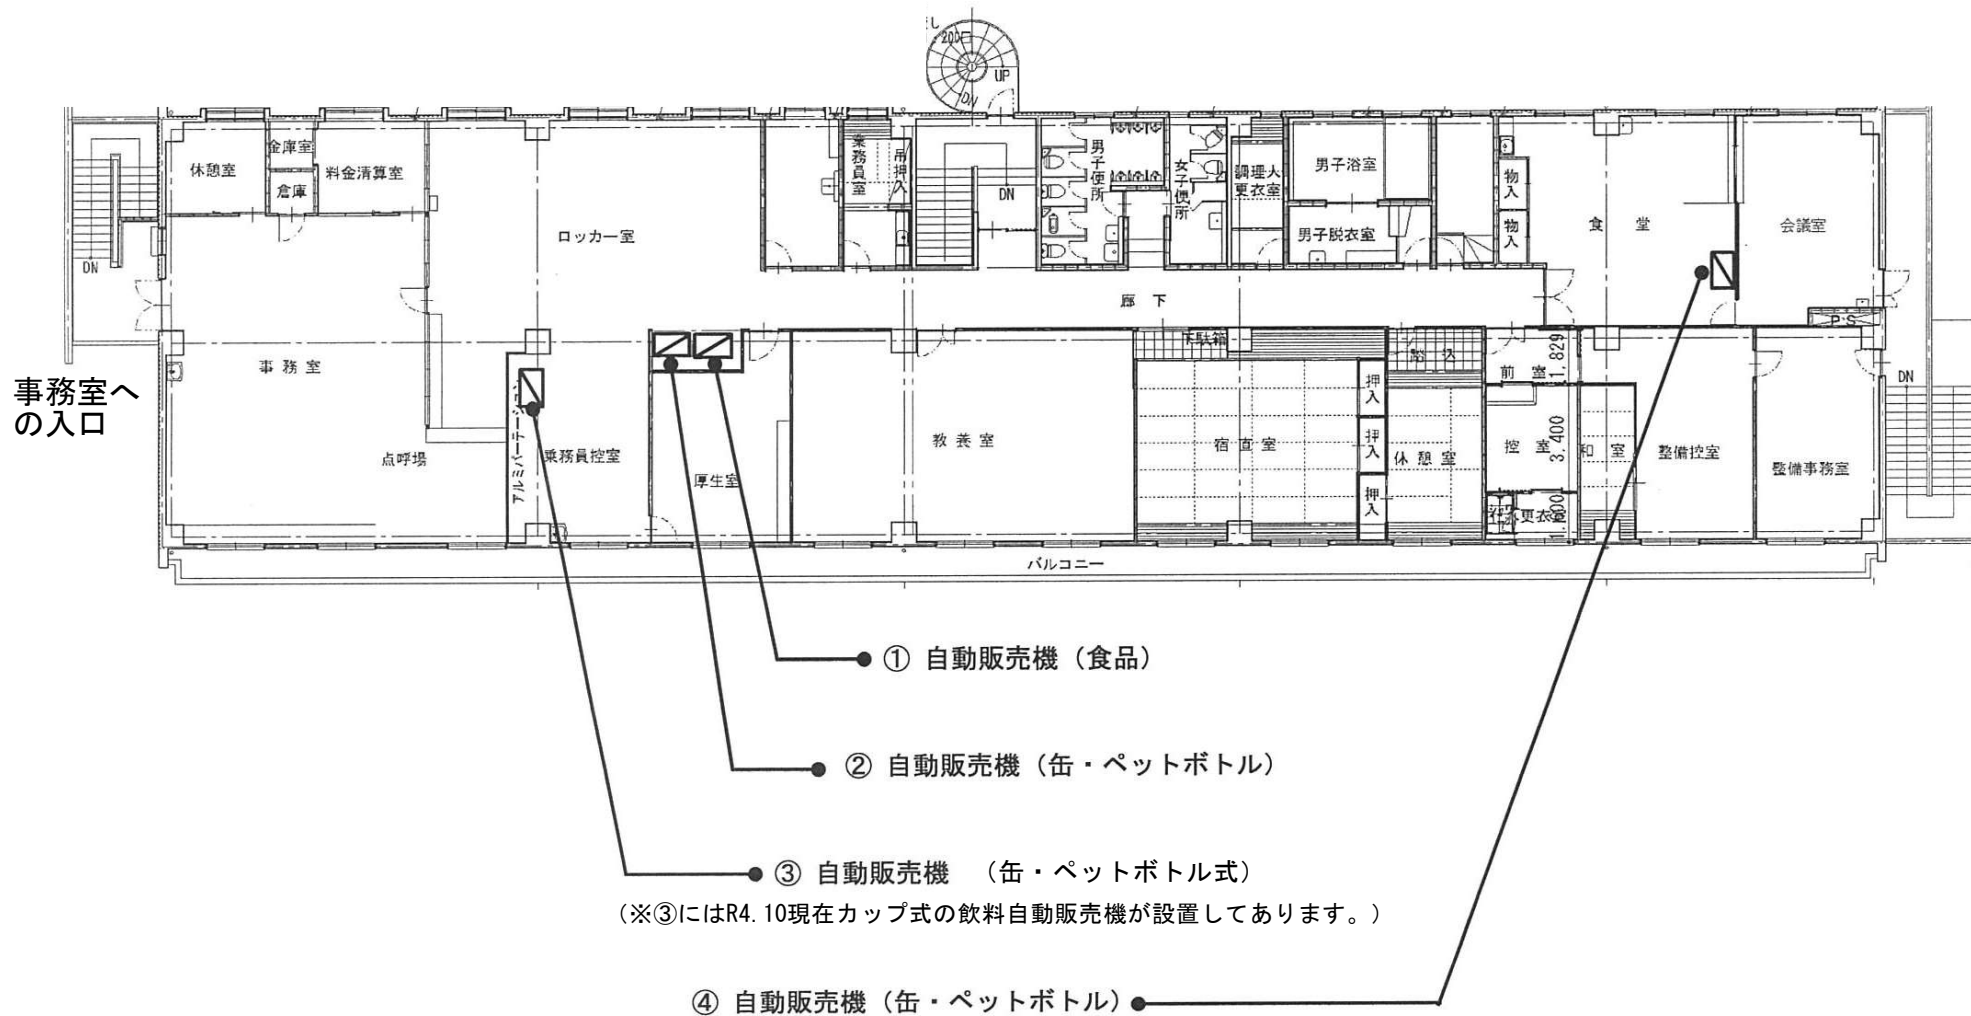 し
200
UP
DN
休憩室
金庫室
倉庫
料金清算室
ロッカー室
乗務員室
吊押入
DN
男子便所
女子便所
更衣室
男子浴室
男子脱衣室
物入
物入
食堂
会議室
DN
廊下
下駄箱
踏込
P S
事務室への入口
事務室
点呼場
アルミパーテーション
乗務員控室
厚生室
教養室
宿直室
押入
押入
押入
休憩室
前室
1,829
控室
3,400
和室
更衣室
整備控室
整備事務室
DN
バルコニー
① 自動販売機（食品）
② 自動販売機（缶・ペットボトル）
③ 自動販売機 （缶・ペットボトル式）
（※③にはR4.10現在カップ式の飲料自動販売機が設置してあります。）
④ 自動販売機（缶・ペットボトル）